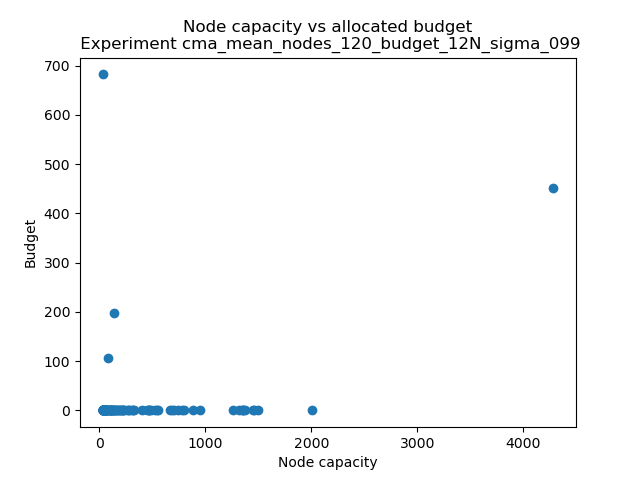 Node capacity vs allocated budget
Experiment cma_mean_nodes_120_budget_12N_sigma_099
700
600
500
400
300
200
100
0
Budget
0 1000 2000 3000 4000
Node capacity